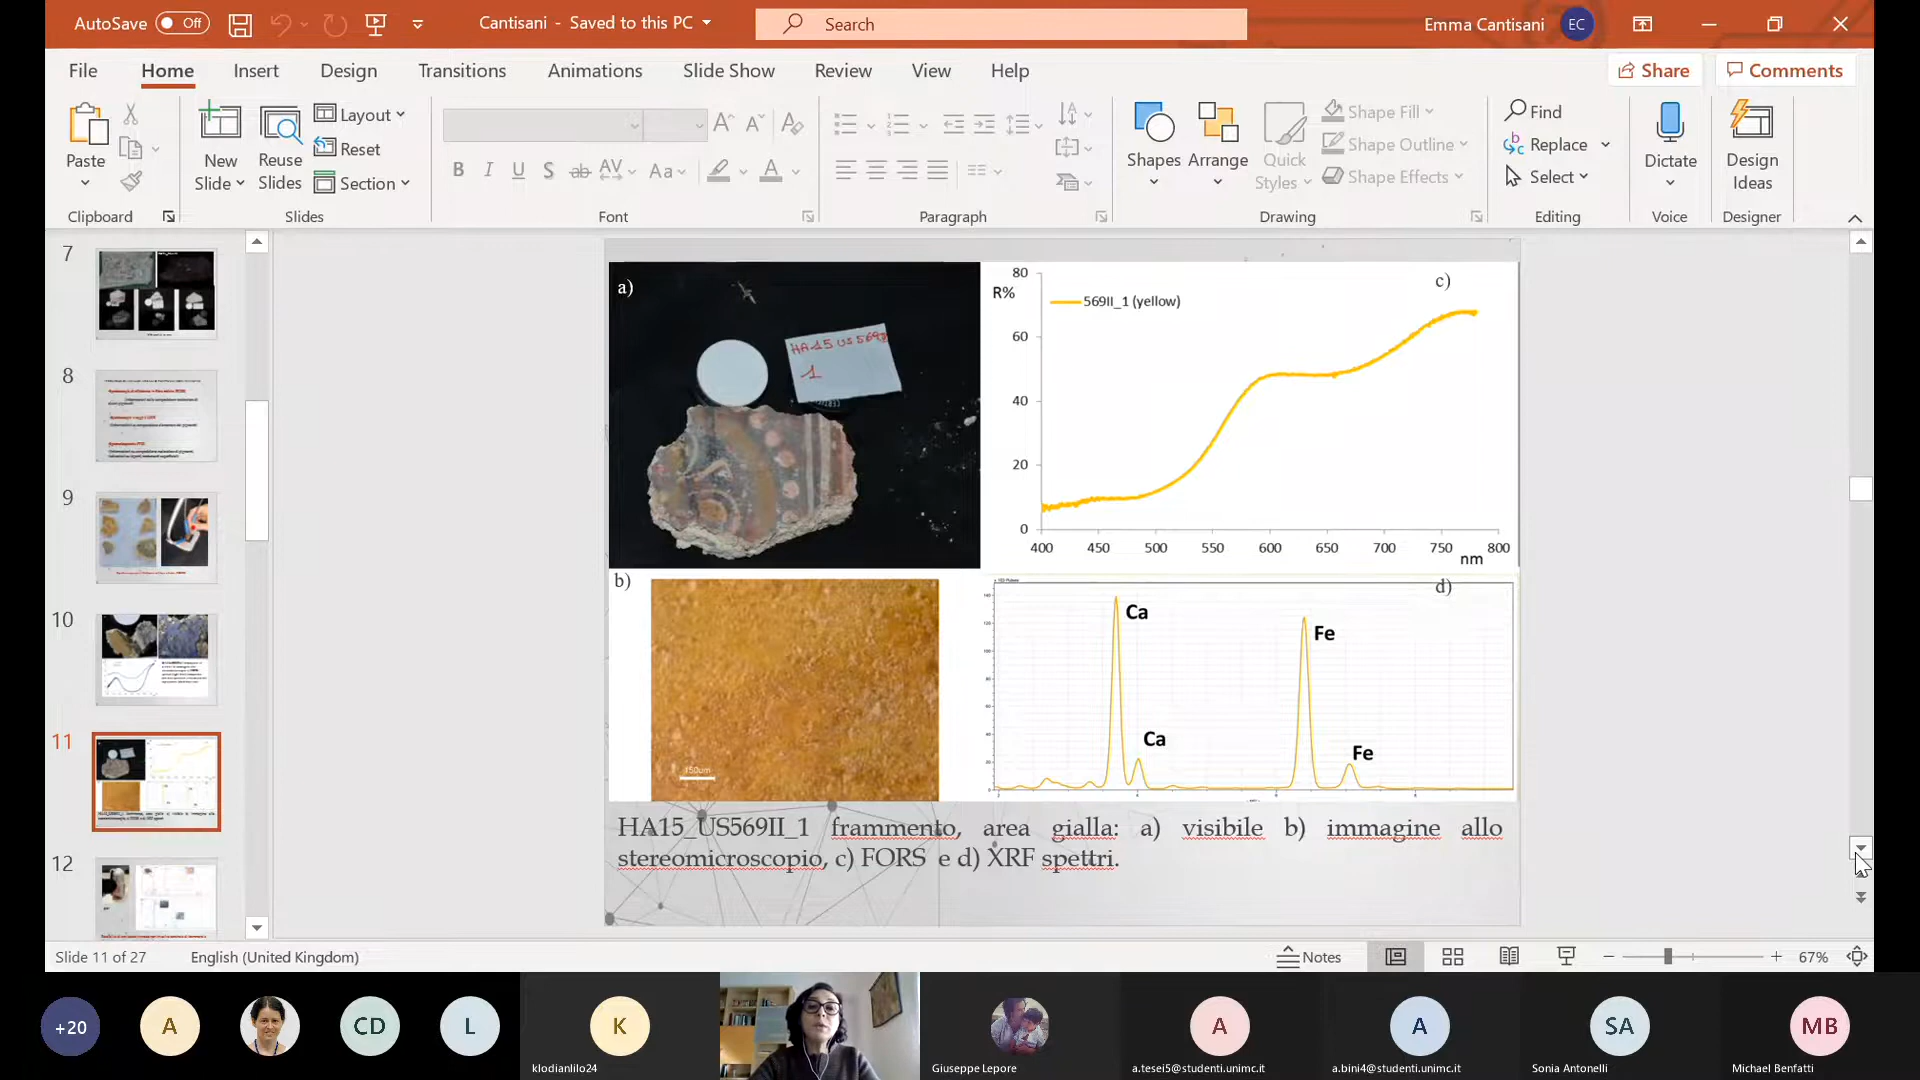 AutoSave Off
Cantisani - Saved to this PC
Search
Emma Cantisani EC
File Home Insert Design Transitions Animations Slide Show Review View Help Share Comments
Paste
New Slide
Reuse Slides
Layout
Reset
Section
Shapes
Arrange
Quick Styles
Shape Fill
Shape Outline
Shape Effects
Find
Replace
Select
Dictate
Design Ideas
Clipboard Slides Font Paragraph Drawing Editing Voice Designer
7
8
9
10
11
12
a)
HA15 US 569II
1
R%
569II_1 (yellow)
c)
80
60
40
20
0
400 450 500 550 600 650 700 750 800
nm
b)
150um
d)
Ca
Ca
Fe
Fe
HA15_US569II_1 frammento, area gialla: a) visibile b) immagine allo
stereomicroscopio, c) FORS e d) XRF spettri.
Slide 11 of 27 English (United Kingdom) Notes 67%
+20 A CD L K A A SA MB
klodianlilo24 Giuseppe Lepore a.tesei5@studenti.unimc.it a.bini4@studenti.unimc.it Sonia Antonelli Michael Benfatti